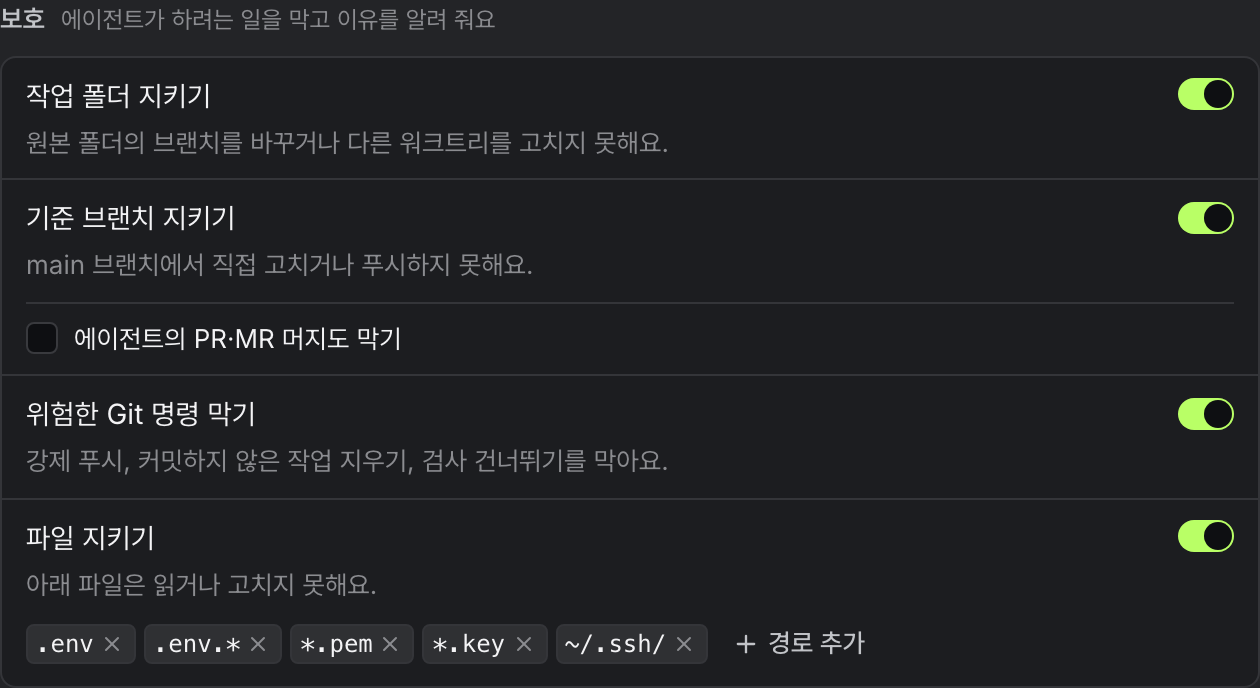 보호 에이전트가 하려는 일을 막고 이유를 알려 줘요
작업 폴더 지키기
원본 폴더의 브랜치를 바꾸거나 다른 워크트리를 고치지 못해요.
기준 브랜치 지키기
main 브랜치에서 직접 고치거나 푸시하지 못해요.
에이전트의 PR·MR 머지도 막기
위험한 Git 명령 막기
강제 푸시, 커밋하지 않은 작업 지우기, 검사 건너뛰기를 막아요.
파일 지키기
아래 파일은 읽거나 고치지 못해요.
.env × .env.* × *.pem × *.key × ~/.ssh/ × + 경로 추가